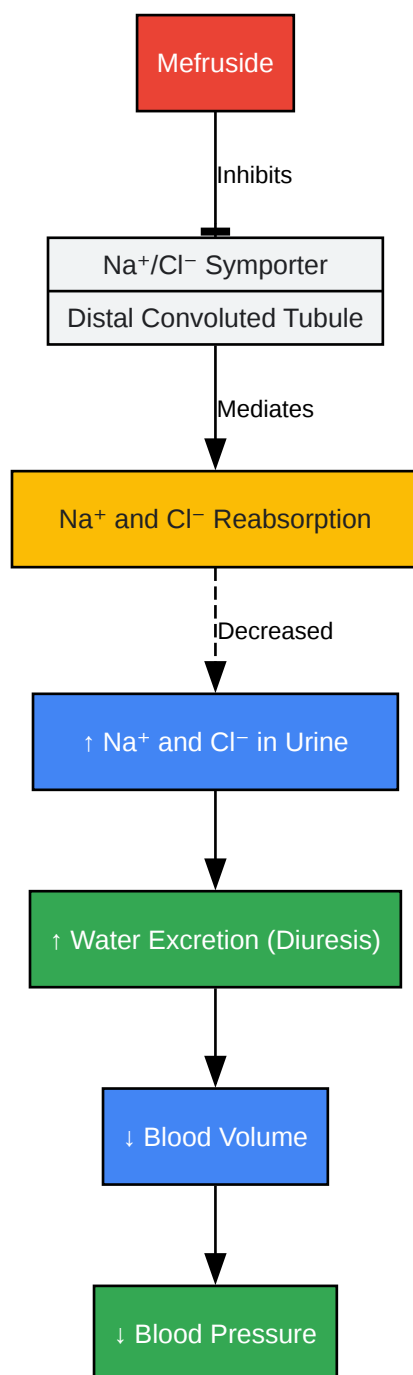 Mefruside
Inhibits
Na⁺/Cl⁻ Symporter
Distal Convoluted Tubule
Mediates
Na⁺ and Cl⁻ Reabsorption
Decreased
↑ Na⁺ and Cl⁻ in Urine
↑ Water Excretion (Diuresis)
↓ Blood Volume
↓ Blood Pressure